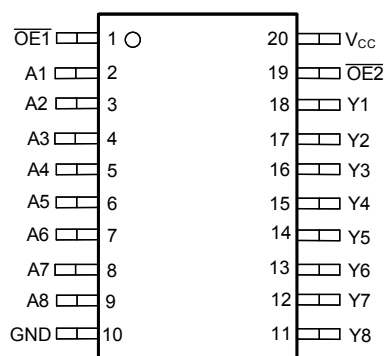 OE1 1 20 VCC
A1 2 19 OE2
A2 3 18 Y1
A3 4 17 Y2
A4 5 16 Y3
A5 6 15 Y4
A6 7 14 Y5
A7 8 13 Y6
A8 9 12 Y7
GND 10 11 Y8